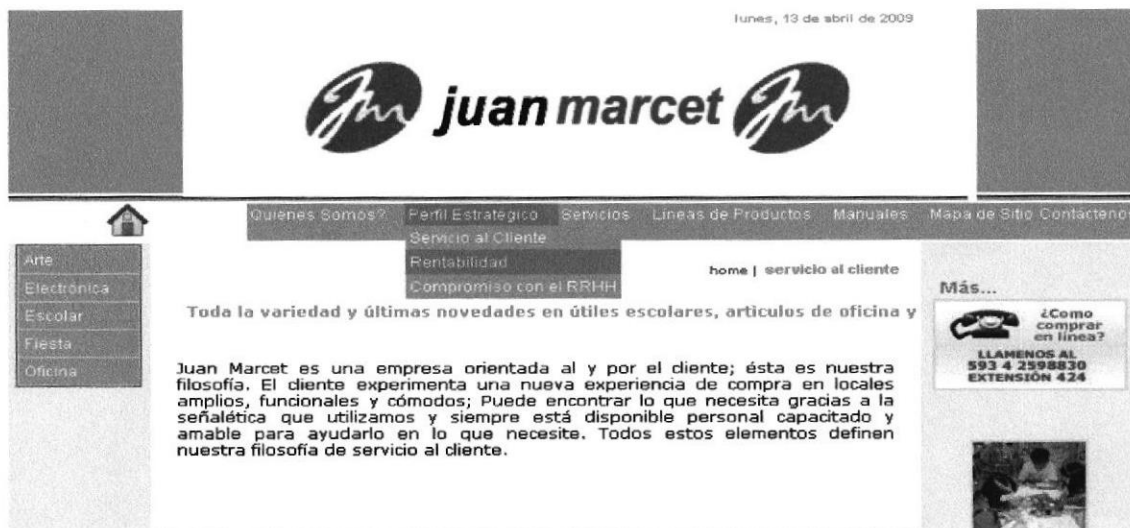 lunes, 13 de abril de 2009
Jm juan marcet Jm
Quienes Somos? Perfil Estratégico Servicios Líneas de Productos Manuales Mapa de Sitio Contáctenos
Servicio al Cliente
Rentabilidad
Compromiso con el RRHH
Arte
Electrónica
Escolar
Fiesta
Oficina
home | servicio al cliente
Toda la variedad y últimas novedades en útiles escolares, articulos de oficina y
Juan Marcet es una empresa orientada al y por el cliente; ésta es nuestra
filosofía. El cliente experimenta una nueva experiencia de compra en locales
amplios, funcionales y cómodos; Puede encontrar lo que necesita gracias a la
señalética que utilizamos y siempre está disponible personal capacitado y
amable para ayudarlo en lo que necesite. Todos estos elementos definen
nuestra filosofía de servicio al cliente.
Más...
¿Como
comprar
en linea?
LLAMENOS AL
593 4 2598830
EXTENSIÓN 424